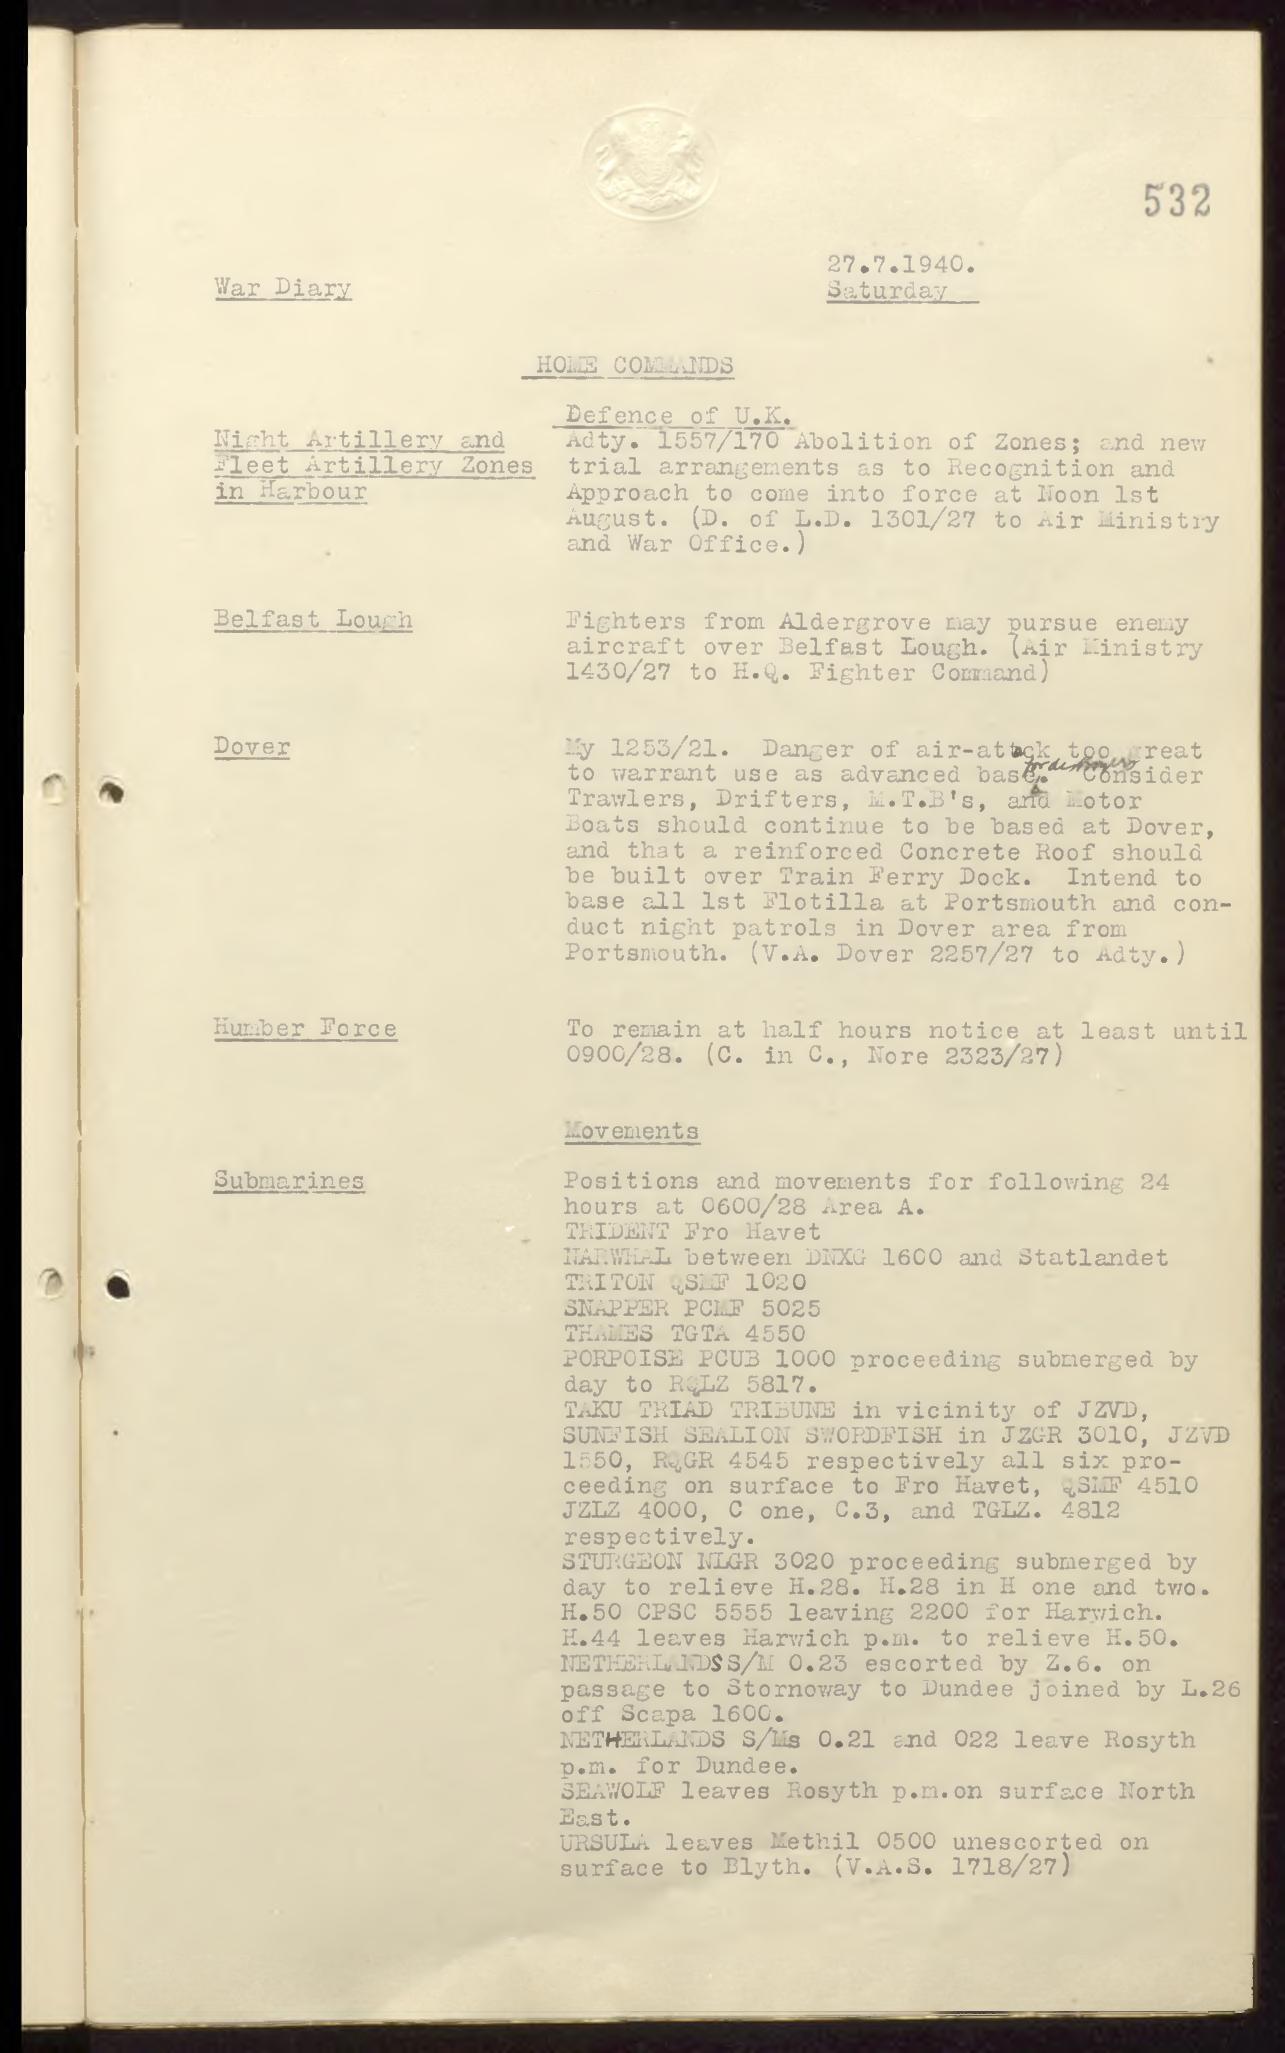 532
War Diary
27.7.1940.
Saturday
HOME COMMANDS
Defence of U.K.
Night Artillery and
Fleet Artillery Zones
in Harbour
Adty. 1557/170 Abolition of Zones; and new
trial arrangements as to Recognition and
Approach to come into force at Noon 1st
August. (D. of L.D. 1301/27 to Air Ministry
and War Office.)
Belfast Lough
Fighters from Aldergrove may pursue enemy
aircraft over Belfast Lough. (Air Ministry
1430/27 to H.Q. Fighter Command)
Dover
My 1253/21. Danger of air-attack too great
to warrant use as advanced base for destroyers. Consider
Trawlers, Drifters, M.T.B's, and Motor
Boats should continue to be based at Dover,
and that a reinforced Concrete Roof should
be built over Train Ferry Dock. Intend to
base all 1st Flotilla at Portsmouth and con-
duct night patrols in Dover area from
Portsmouth. (V.A. Dover 2257/27 to Adty.)
Humber Force
To remain at half hours notice at least until
0900/28. (C. in C., Nore 2323/27)
Movements
Submarines
Positions and movements for following 24
hours at 0600/28 Area A.
TRIDENT Fro Havet
NARWHAL between DNXG 1600 and Statlandet
TRITON QSMF 1020
SNAPPER PCMF 5025
THAMES TGTA 4550
PORPOISE PCUB 1000 proceeding submerged by
day to RQLZ 5817.
TAKU TRIAD TRIBUNE in vicinity of JZVD,
SUNFISH SEALION SWORDFISH in JZGR 3010, JZVD
1550, RQGR 4545 respectively all six pro-
ceeding on surface to Fro Havet, QSMF 4510
JZLZ 4000, C one, C.3, and TGLZ. 4812
respectively.
STURGEON NLGR 3020 proceeding submerged by
day to relieve H.28. H.28 in H one and two.
H.50 CPSC 5555 leaving 2200 for Harwich.
H.44 leaves Harwich p.m. to relieve H.50.
NETHERLANDS S/M 0.23 escorted by Z.6. on
passage to Stornoway to Dundee joined by L.26
off Scapa 1600.
NETHERLANDS S/Ms 0.21 and 022 leave Rosyth
p.m. for Dundee.
SEAWOLF leaves Rosyth p.m.on surface North
East.
URSULA leaves Methil 0500 unescorted on
surface to Blyth. (V.A.S. 1718/27)